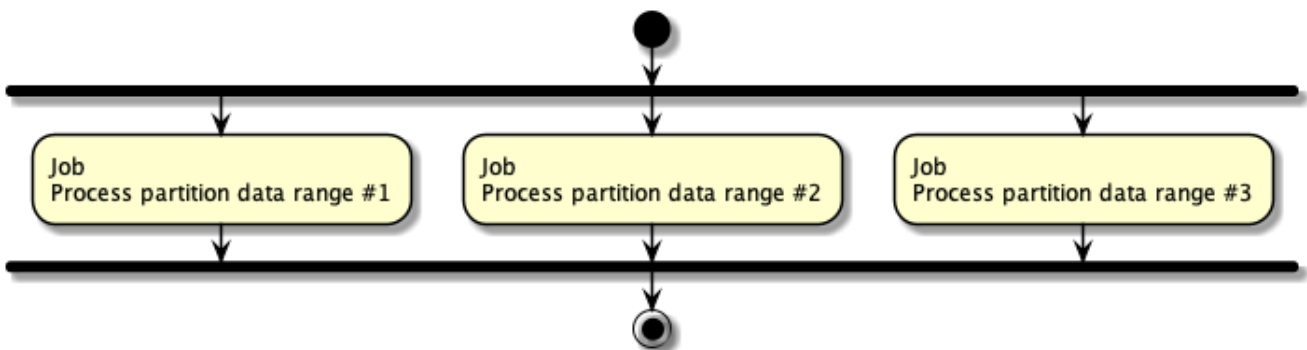 Job
Process partition data range #1
Job
Process partition data range #2
Job
Process partition data range #3